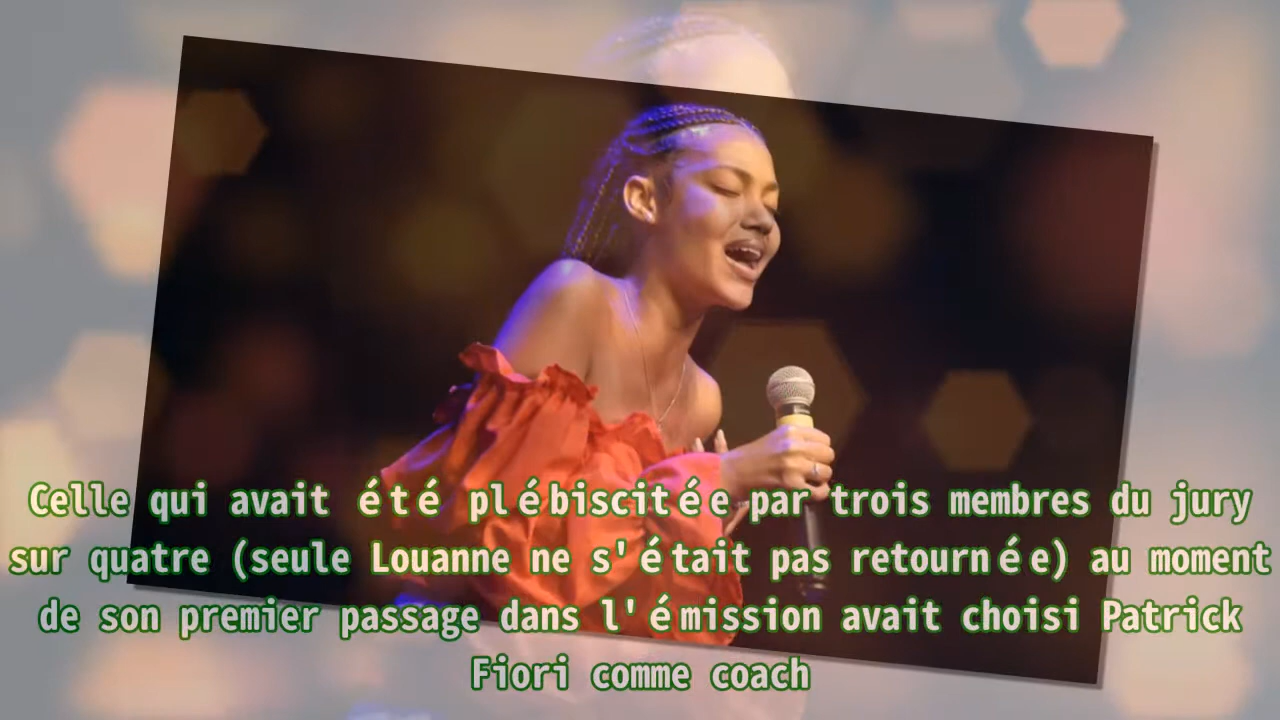 Celle qui avait été plébiscitée par trois membres du jury
sur quatre (seule Louanne ne s'était pas retournée) au moment
de son premier passage dans l'émission avait choisi Patrick
Fiori comme coach